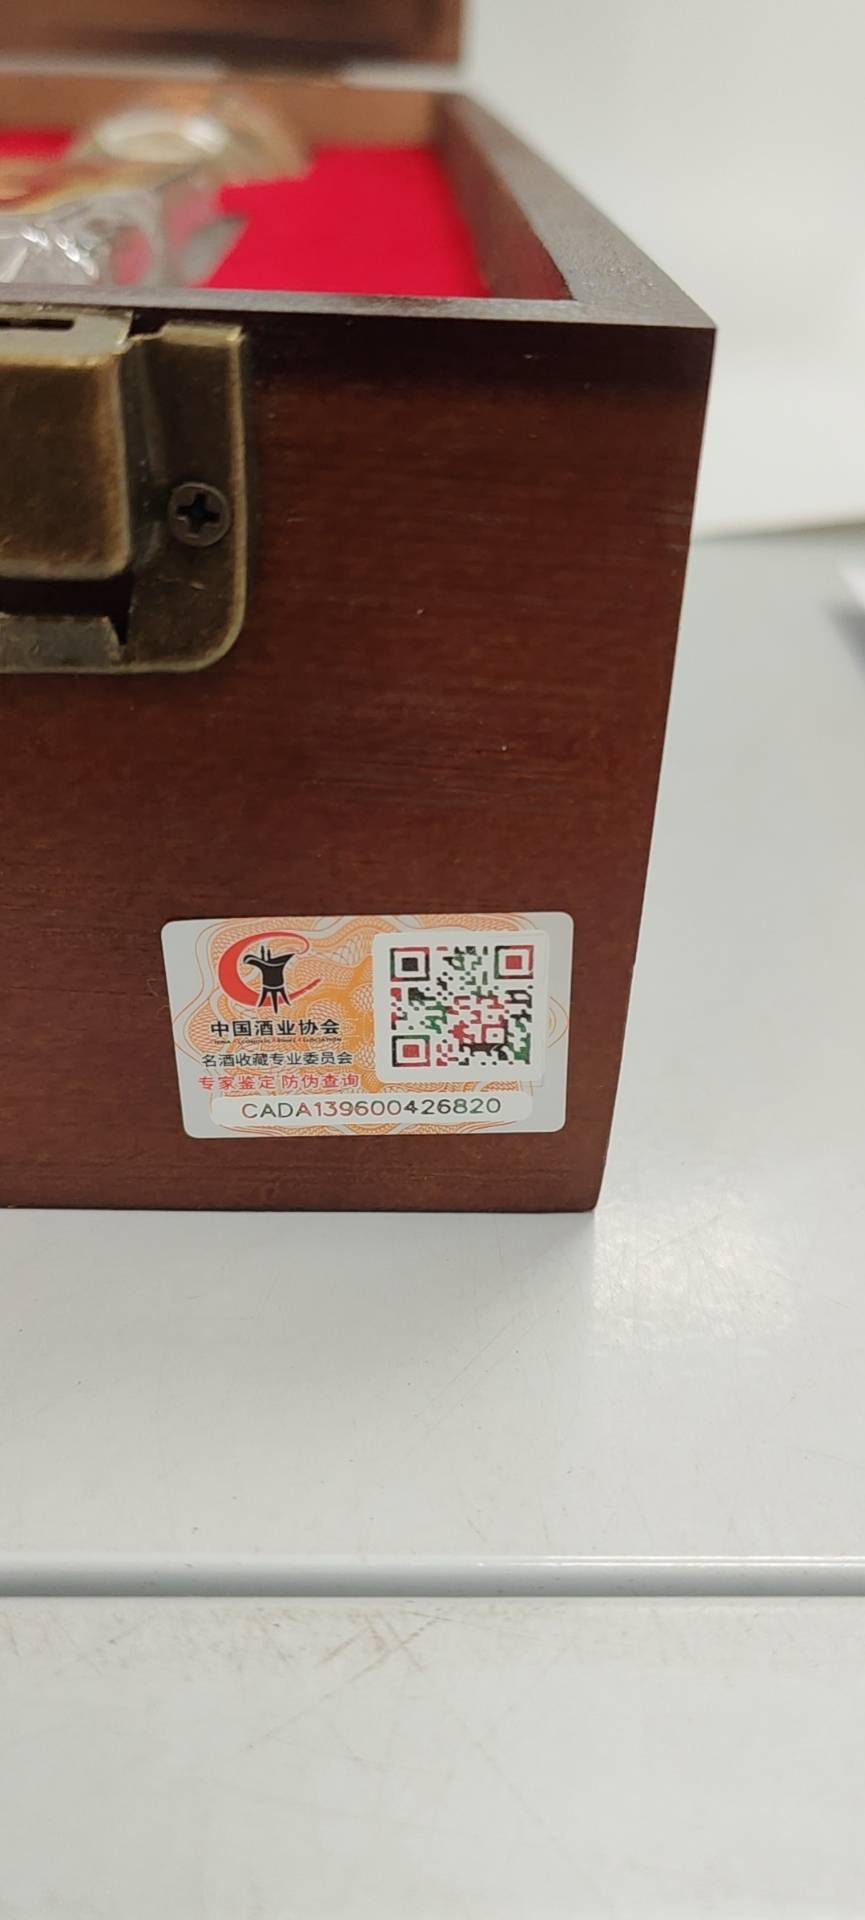 中国酒业协会
名酒收藏专业委员会
专家鉴定 防伪查询
CADA139600426820